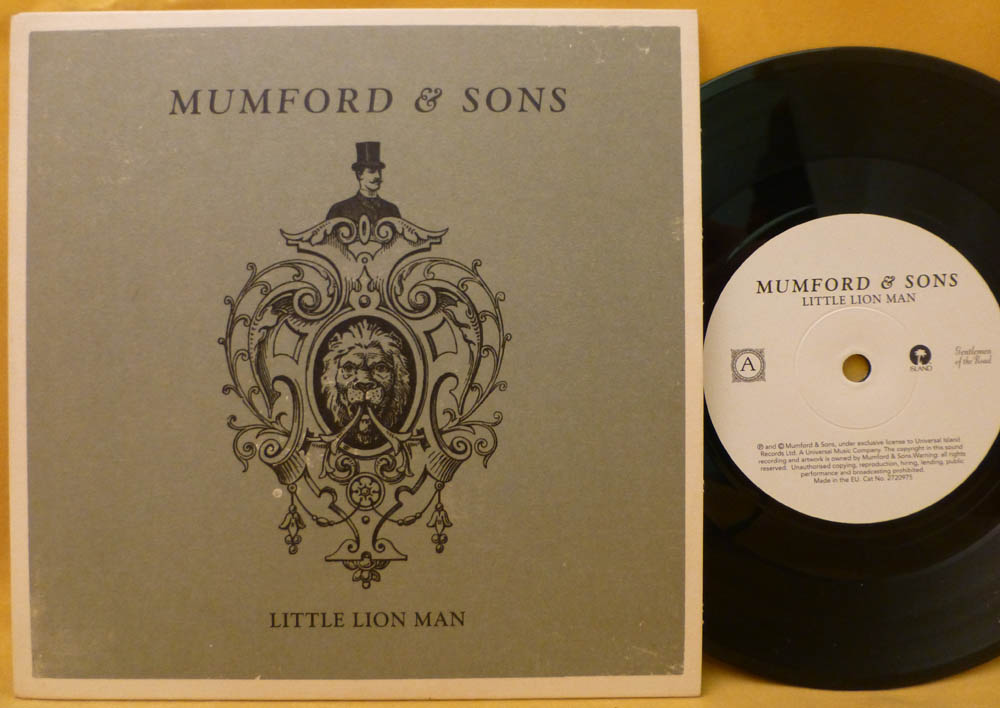 MUMFORD & SONS
LITTLE LION MAN
MUMFORD & SONS
LITTLE LION MAN
A
ISLAND
Gentlemen
of the Road
℗ and © Mumford & Sons, under exclusive license to Universal Island
Records Ltd. A Universal Music Company. The copyright in this sound
recording and artwork is owned by Mumford & Sons.Warning: all rights
reserved. Unauthorised copying, reproduction, hiring, lending, public
performance and broadcasting prohibited.
Made in the EU. Cat No. 2720975